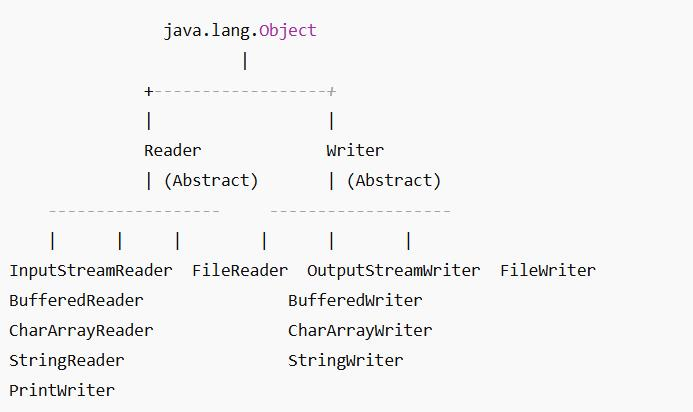 java.lang.Object
|
+------------------+
| |
Reader Writer
| (Abstract) | (Abstract)
------------------ -------------------
| | | | | |
InputStreamReader FileReader OutputStreamWriter FileWriter
BufferedReader BufferedWriter
CharArrayReader CharArrayWriter
StringReader StringWriter
PrintWriter